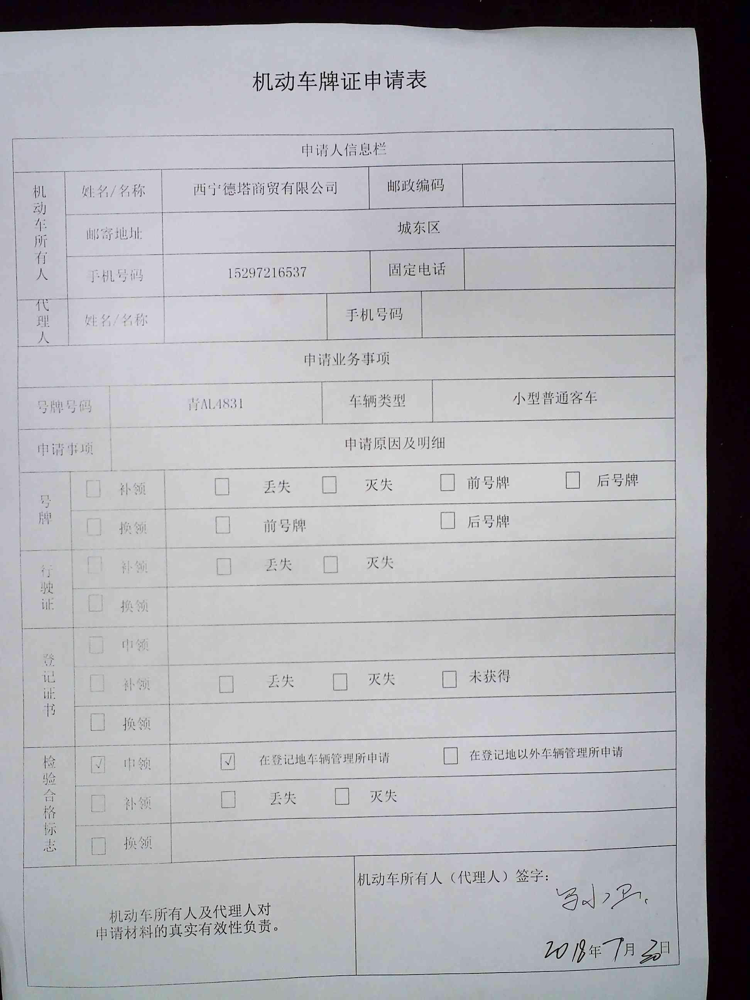 机动车牌证申请表
申请人信息栏
机动车所有人
姓名/名称 西宁德塔商贸有限公司 邮政编码
邮寄地址 城东区
手机号码 15297216537 固定电话
代理人
姓名/名称 手机号码
申请业务事项
号牌号码 青AL4831 车辆类型 小型普通客车
申请事项 申请原因及明细
号牌
□ 补领 □ 丢失 □ 灭失 □ 前号牌 □ 后号牌
□ 换领 □ 前号牌 □ 后号牌
行驶证
□ 补领 □ 丢失 □ 灭失
□ 换领
登记证书
□ 申领
□ 补领 □ 丢失 □ 灭失 □ 未获得
□ 换领
检验合格标志
☑ 申领 ☑ 在登记地车辆管理所申请 □ 在登记地以外车辆管理所申请
□ 补领 □ 丢失 □ 灭失
□ 换领
机动车所有人及代理人对
申请材料的真实有效性负责。
机动车所有人（代理人）签字：
2018年7月30日